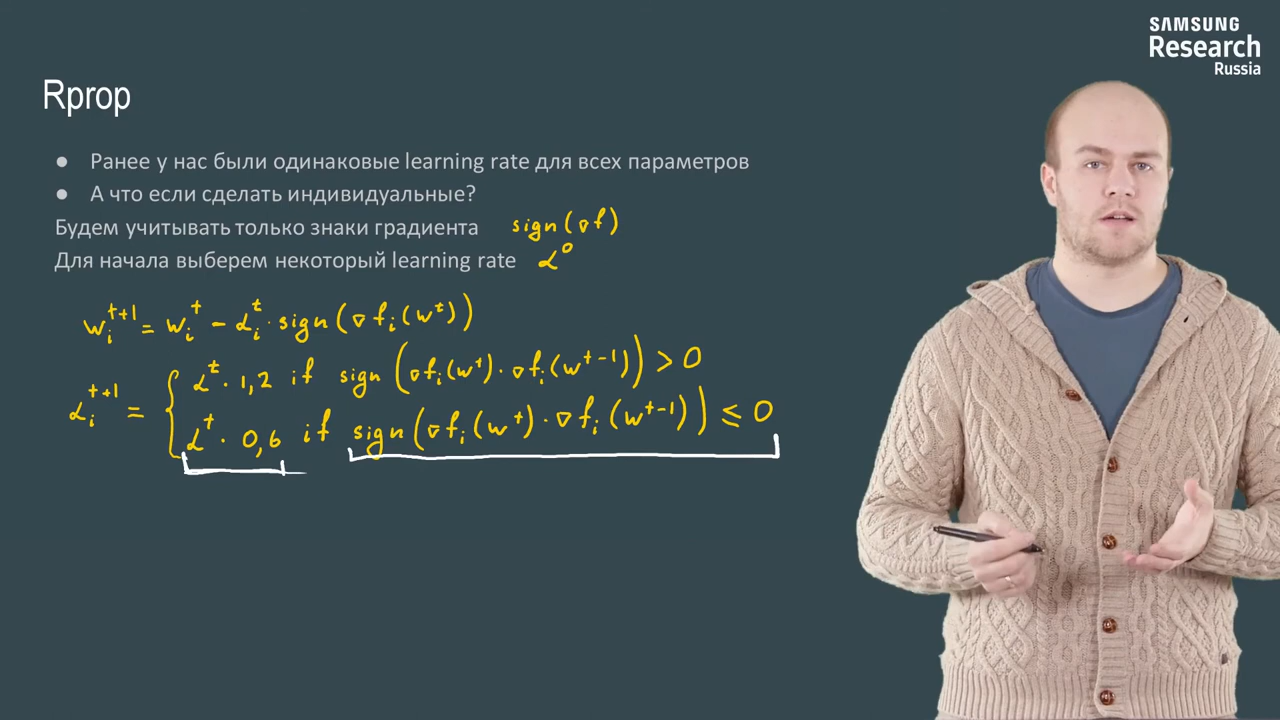 SAMSUNG
Research
Russia
Rprop
● Ранее у нас были одинаковые learning rate для всех параметров
● А что если сделать индивидуальные?
Будем учитывать только знаки градиента sign(∇f)
Для начала выберем некоторый learning rate α⁰
wᵢᵗ⁺¹ = wᵢᵗ - αᵢᵗ · sign(∇fᵢ(wᵗ))
αᵢᵗ⁺¹ = { αᵗ · 1,2 if sign(∇fᵢ(wᵗ) · ∇fᵢ(wᵗ⁻¹)) > 0
αᵗ · 0,6 if sign(∇fᵢ(wᵗ) · ∇fᵢ(wᵗ⁻¹)) ≤ 0